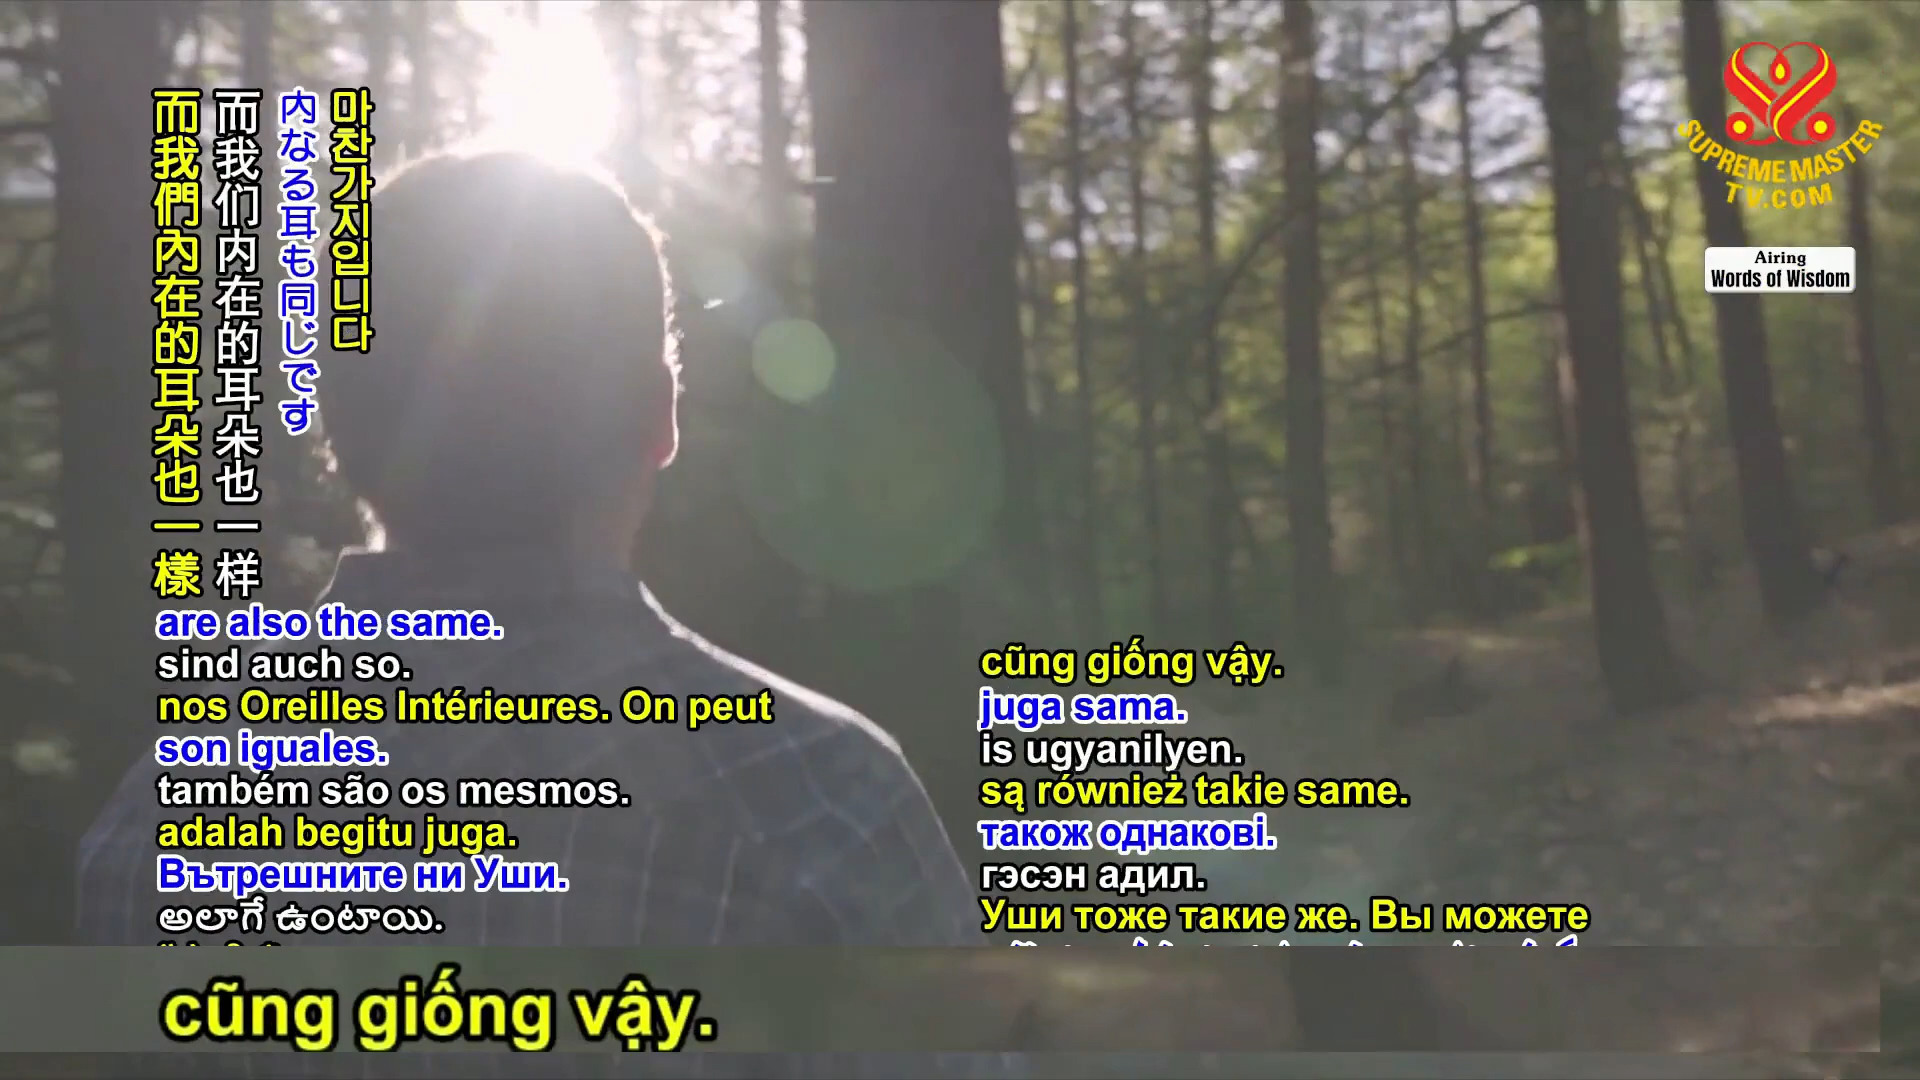 마찬가지입니다
内なる耳も同じです
而我们内在的耳朵也一样
而我們內在的耳朵也一樣
SUPREME MASTER
TV.COM
Airing
Words of Wisdom
are also the same.
sind auch so.
nos Oreilles Intérieures. On peut
son iguales.
também são os mesmos.
adalah begitu juga.
Вътрешните ни Уши.
అలాగే ఉంటాయి.
cũng giống vậy.
juga sama.
is ugyanilyen.
są również takie same.
також однакові.
гэсэн адил.
Уши тоже такие же. Вы можете
cũng giống vậy.